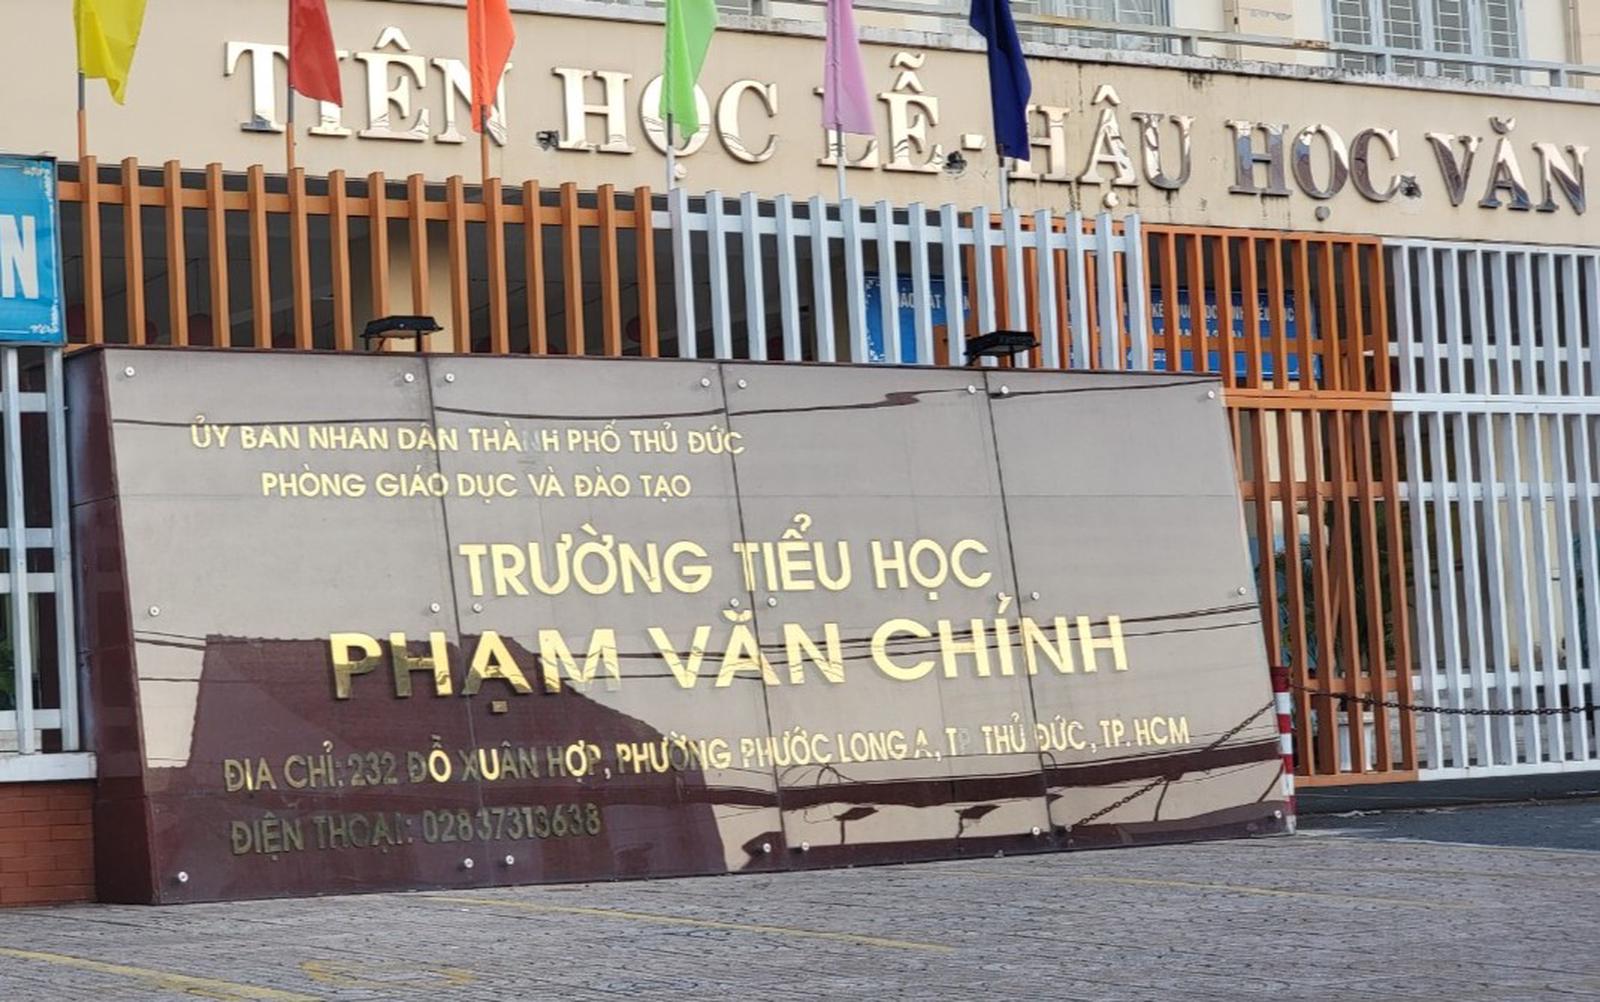 TIÊN HỌC LỄ - HẬU HỌC VĂN
N
ỦY BAN NHAN DÂN THÀNH PHỐ THỦ ĐỨC
PHÒNG GIÁO DỤC VÀ ĐÀO TẠO
TRƯỜNG TIỂU HỌC
PHẠM VĂN CHÍNH
ĐỊA CHỈ: 232 ĐỖ XUÂN HỢP, PHƯỜNG PHƯỚC LONG A, TP THỦ ĐỨC, TP. HCM
ĐIỆN THOẠI: 02837313638